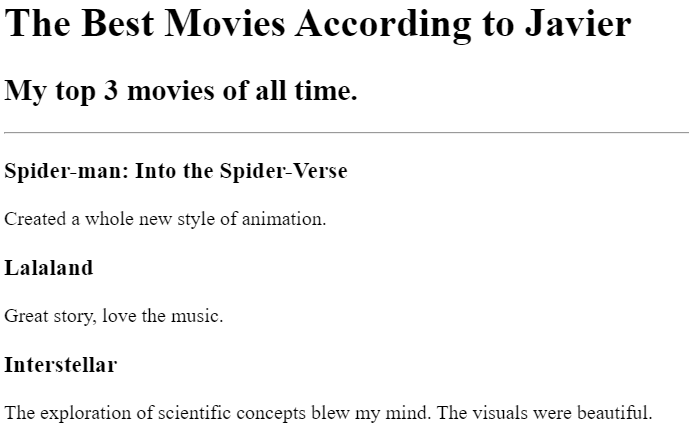 The Best Movies According to Javier
My top 3 movies of all time.
Spider-man: Into the Spider-Verse
Created a whole new style of animation.
Lalaland
Great story, love the music.
Interstellar
The exploration of scientific concepts blew my mind. The visuals were beautiful.